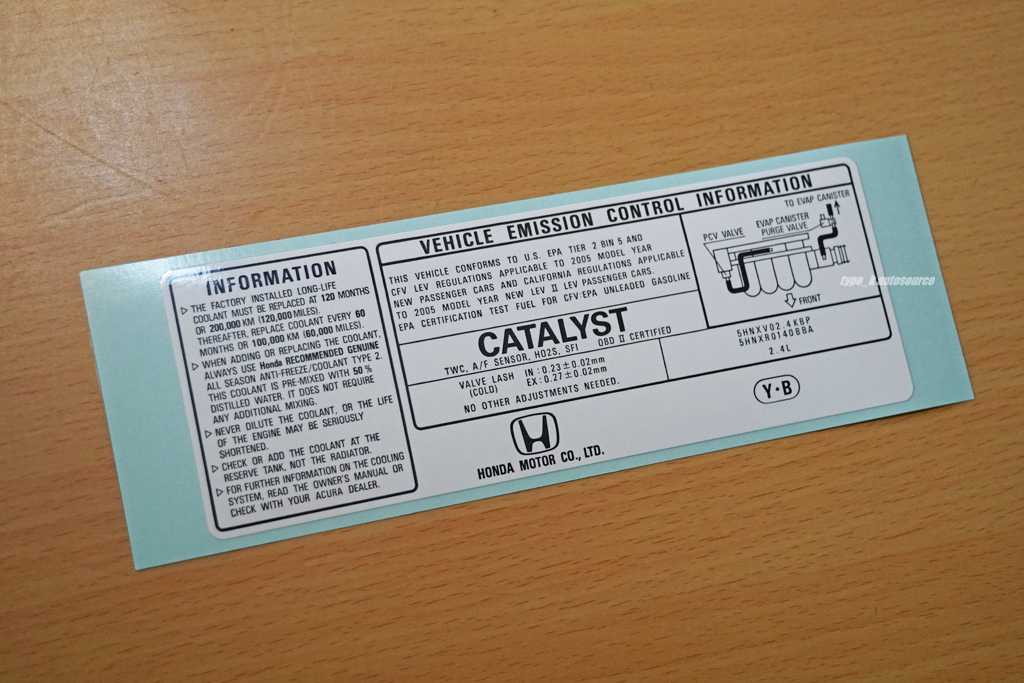 INFORMATION
▷ THE FACTORY INSTALLED LONG-LIFE
COOLANT MUST BE REPLACED AT 120 MONTHS
OR 200,000 KM (120,000 MILES).
THEREAFTER, REPLACE COOLANT EVERY 60
MONTHS OR 100,000 KM (60,000 MILES).
▷ WHEN ADDING OR REPLACING THE COOLANT,
ALWAYS USE Honda RECOMMENDED GENUINE
ALL SEASON ANTI-FREEZE/COOLANT TYPE 2.
THIS COOLANT IS PRE-MIXED WITH 50 %
DISTILLED WATER. IT DOES NOT REQUIRE
ANY ADDITIONAL MIXING.
▷ NEVER DILUTE THE COOLANT, OR THE LIFE
OF THE ENGINE MAY BE SERIOUSLY
SHORTENED.
▷ CHECK OR ADD THE COOLANT AT THE
RESERVE TANK, NOT THE RADIATOR.
▷ FOR FURTHER INFORMATION ON THE COOLING
SYSTEM, READ THE OWNER'S MANUAL OR
CHECK WITH YOUR ACURA DEALER.
VEHICLE EMISSION CONTROL INFORMATION
THIS VEHICLE CONFORMS TO U.S. EPA TIER 2 BIN 5 AND
CFV LEV REGULATIONS APPLICABLE TO 2005 MODEL YEAR
NEW PASSENGER CARS AND CALIFORNIA REGULATIONS APPLICABLE
TO 2005 MODEL YEAR NEW LEV II LEV PASSENGER CARS.
EPA CERTIFICATION TEST FUEL FOR CFV:EPA UNLEADED GASOLINE
CATALYST
TWC, A/F SENSOR, HO2S, SFI OBD II CERTIFIED
VALVE LASH IN : 0.23±0.02mm
(COLD) EX: 0.27±0.02mm
NO OTHER ADJUSTMENTS NEEDED.
TO EVAP CANISTER
EVAP CANISTER
PURGE VALVE
PCV VALVE
FRONT
5HNXV02.4KBP
5HNXR0140BBA
2.4L
Y·B
HONDA MOTOR CO., LTD.
type_k autosource